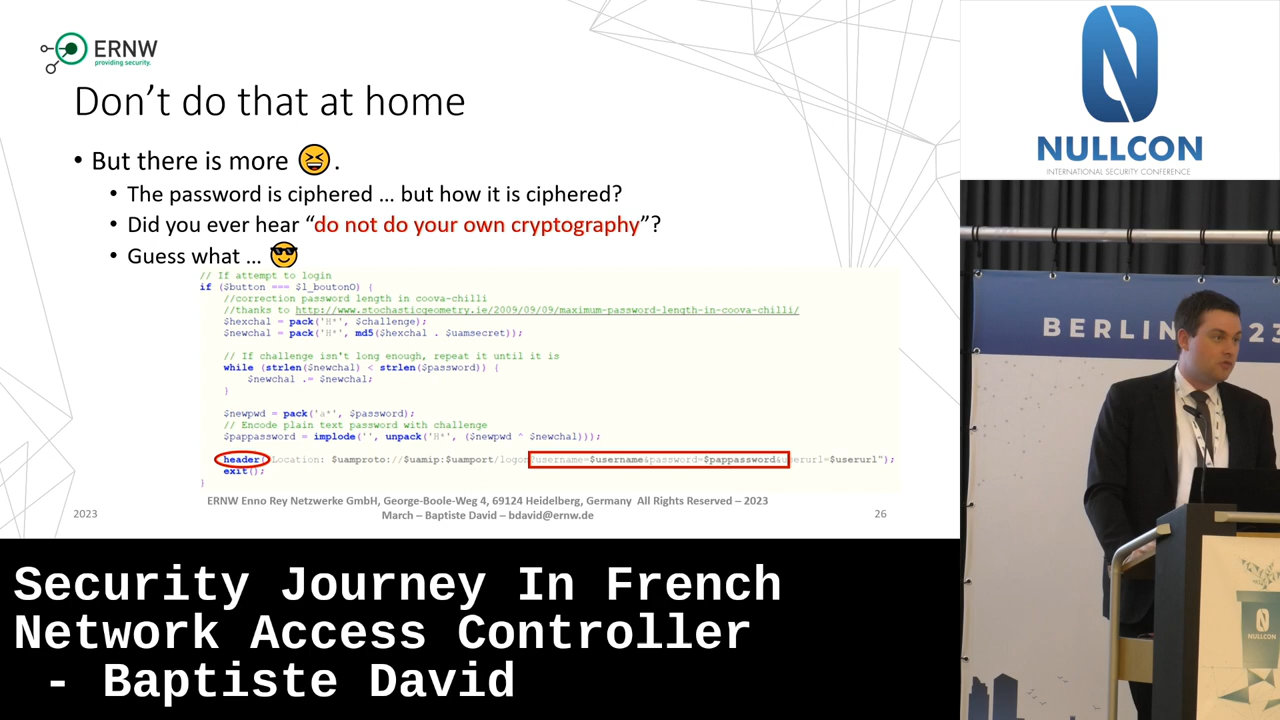 ERNW
providing security.
Don't do that at home
• But there is more 😆.
• The password is ciphered … but how it is ciphered?
• Did you ever hear “do not do your own cryptography”?
• Guess what … 😎
// If attempt to login
if ($button === $l_boutonO) {
//correction password length in coova-chilli
//thanks to http://www.stochasticgeometry.ie/2009/09/09/maximum-password-length-in-coova-chilli/
$hexchal = pack('H*', $challenge);
$newchal = pack('H*', md5($hexchal . $uamsecret));
// If challenge isn't long enough, repeat it until it is
while (strlen($newchal) < strlen($password)) {
$newchal .= $newchal;
}
$newpwd = pack('a*', $password);
// Encode plain text password with challenge
$pappassword = implode('', unpack('H*', ($newpwd ^ $newchal)));
header("Location: $uamproto://$uamip:$uamport/logon?username=$username&password=$pappassword&userurl=$userurl");
exit();
}
ERNW Enno Rey Netzwerke GmbH, George-Boole-Weg 4, 69124 Heidelberg, Germany All Rights Reserved – 2023
2023
March – Baptiste David – bdavid@ernw.de
26
NULLCON
INTERNATIONAL SECURITY CONFERENCE
BERLIN
23
NULLCON
Security Journey In French
Network Access Controller
- Baptiste David